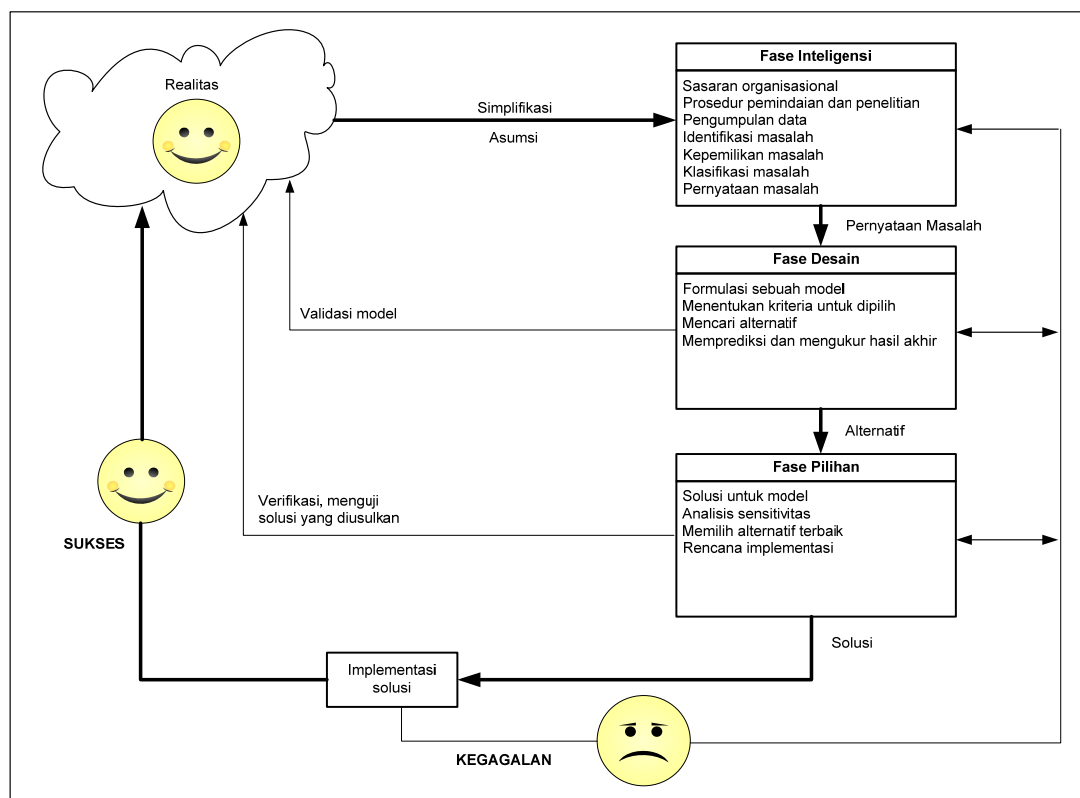 Realitas
Simplifikasi
Asumsi
Fase Inteligensi
Sasaran organisasional
Prosedur pemindaian dan penelitian
Pengumpulan data
Identifikasi masalah
Kepemilikan masalah
Klasifikasi masalah
Pernyataan masalah
Pernyataan Masalah
Fase Desain
Formulasi sebuah model
Menentukan kriteria untuk dipilih
Mencari alternatif
Memprediksi dan mengukur hasil akhir
Validasi model
Alternatif
Fase Pilihan
Solusi untuk model
Analisis sensitivitas
Memilih alternatif terbaik
Rencana implementasi
Verifikasi, menguji
solusi yang diusulkan
SUKSES
Solusi
Implementasi
solusi
KEGAGALAN